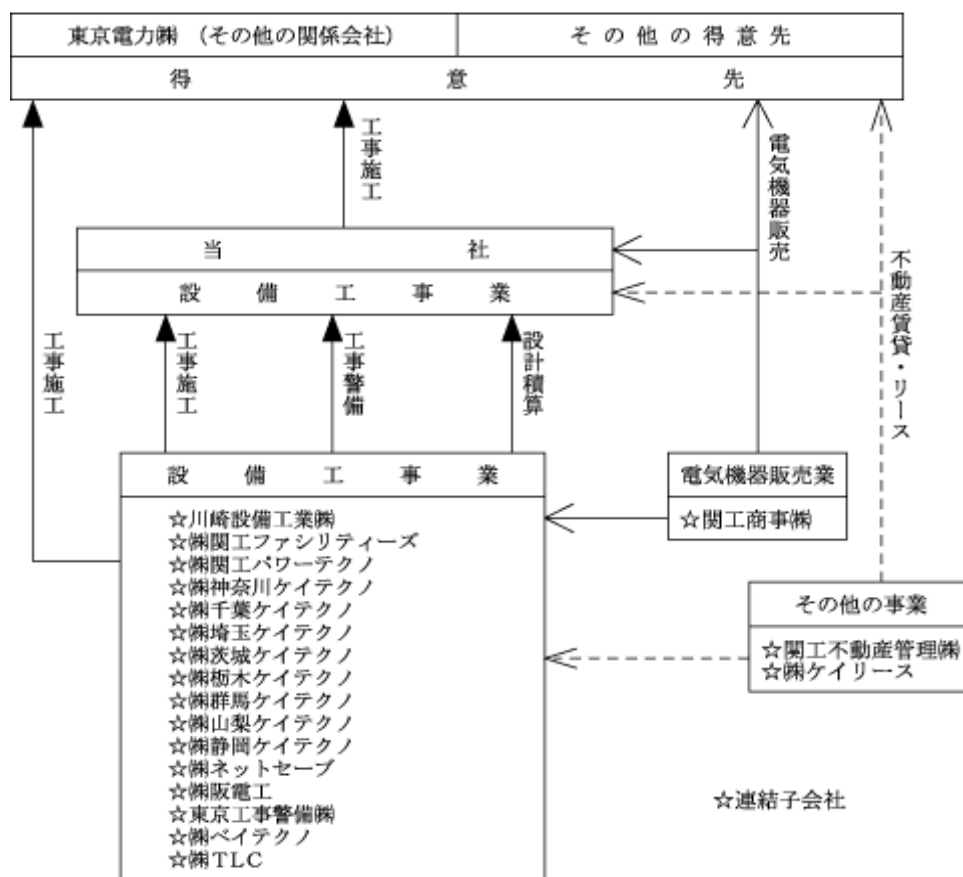 東京電力㈱ (その他の関係会社)
その他の得意先
得意先
工事施工
電気機器販売
当社
設備工事業
不動産賃貸・リース
工事施工
工事施工
工事警備
設計積算
設備工事業
☆川崎設備工業㈱
☆㈱関工ファシリティーズ
☆㈱関工パワーテクノ
☆㈱神奈川ケイテクノ
☆㈱千葉ケイテクノ
☆㈱埼玉ケイテクノ
☆㈱茨城ケイテクノ
☆㈱栃木ケイテクノ
☆㈱群馬ケイテクノ
☆㈱山梨ケイテクノ
☆㈱静岡ケイテクノ
☆㈱ネットセーブ
☆㈱阪電工
☆東京工事警備㈱
☆㈱ベイテクノ
☆㈱TLC
電気機器販売業
☆関工商事㈱
その他の事業
☆関工不動産管理㈱
☆㈱ケイリース
☆連結子会社